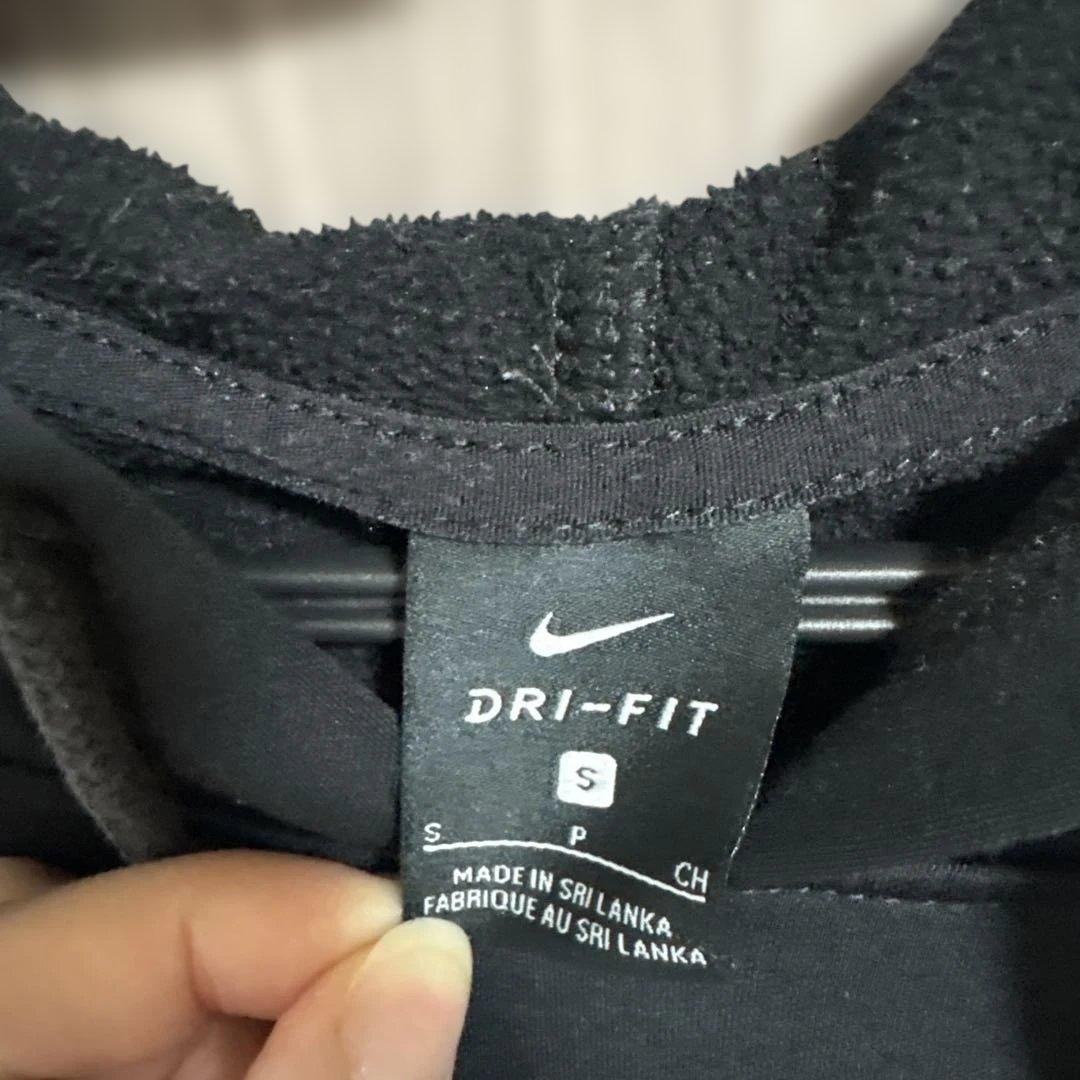 DRI-FIT
S
S P CH
MADE IN SRI LANKA
FABRIQUE AU SRI LANKA